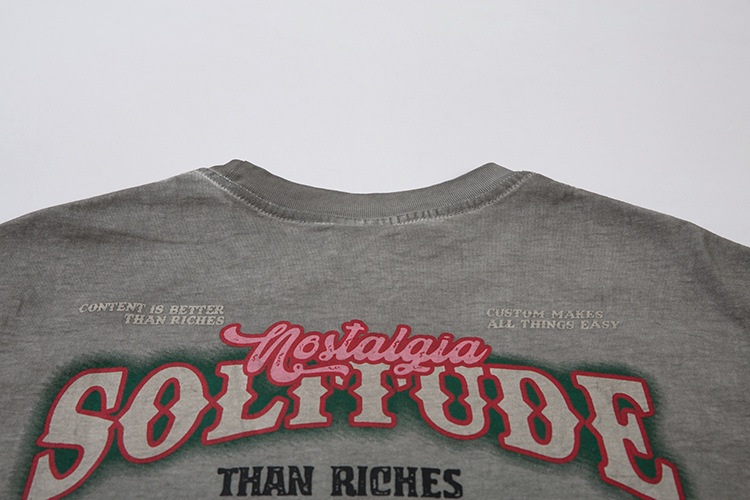 CONTENT IS BETTER
THAN RICHES
CUSTOM MAKES
ALL THINGS EASY
Nostalgia
SOLITUDE
THAN RICHES